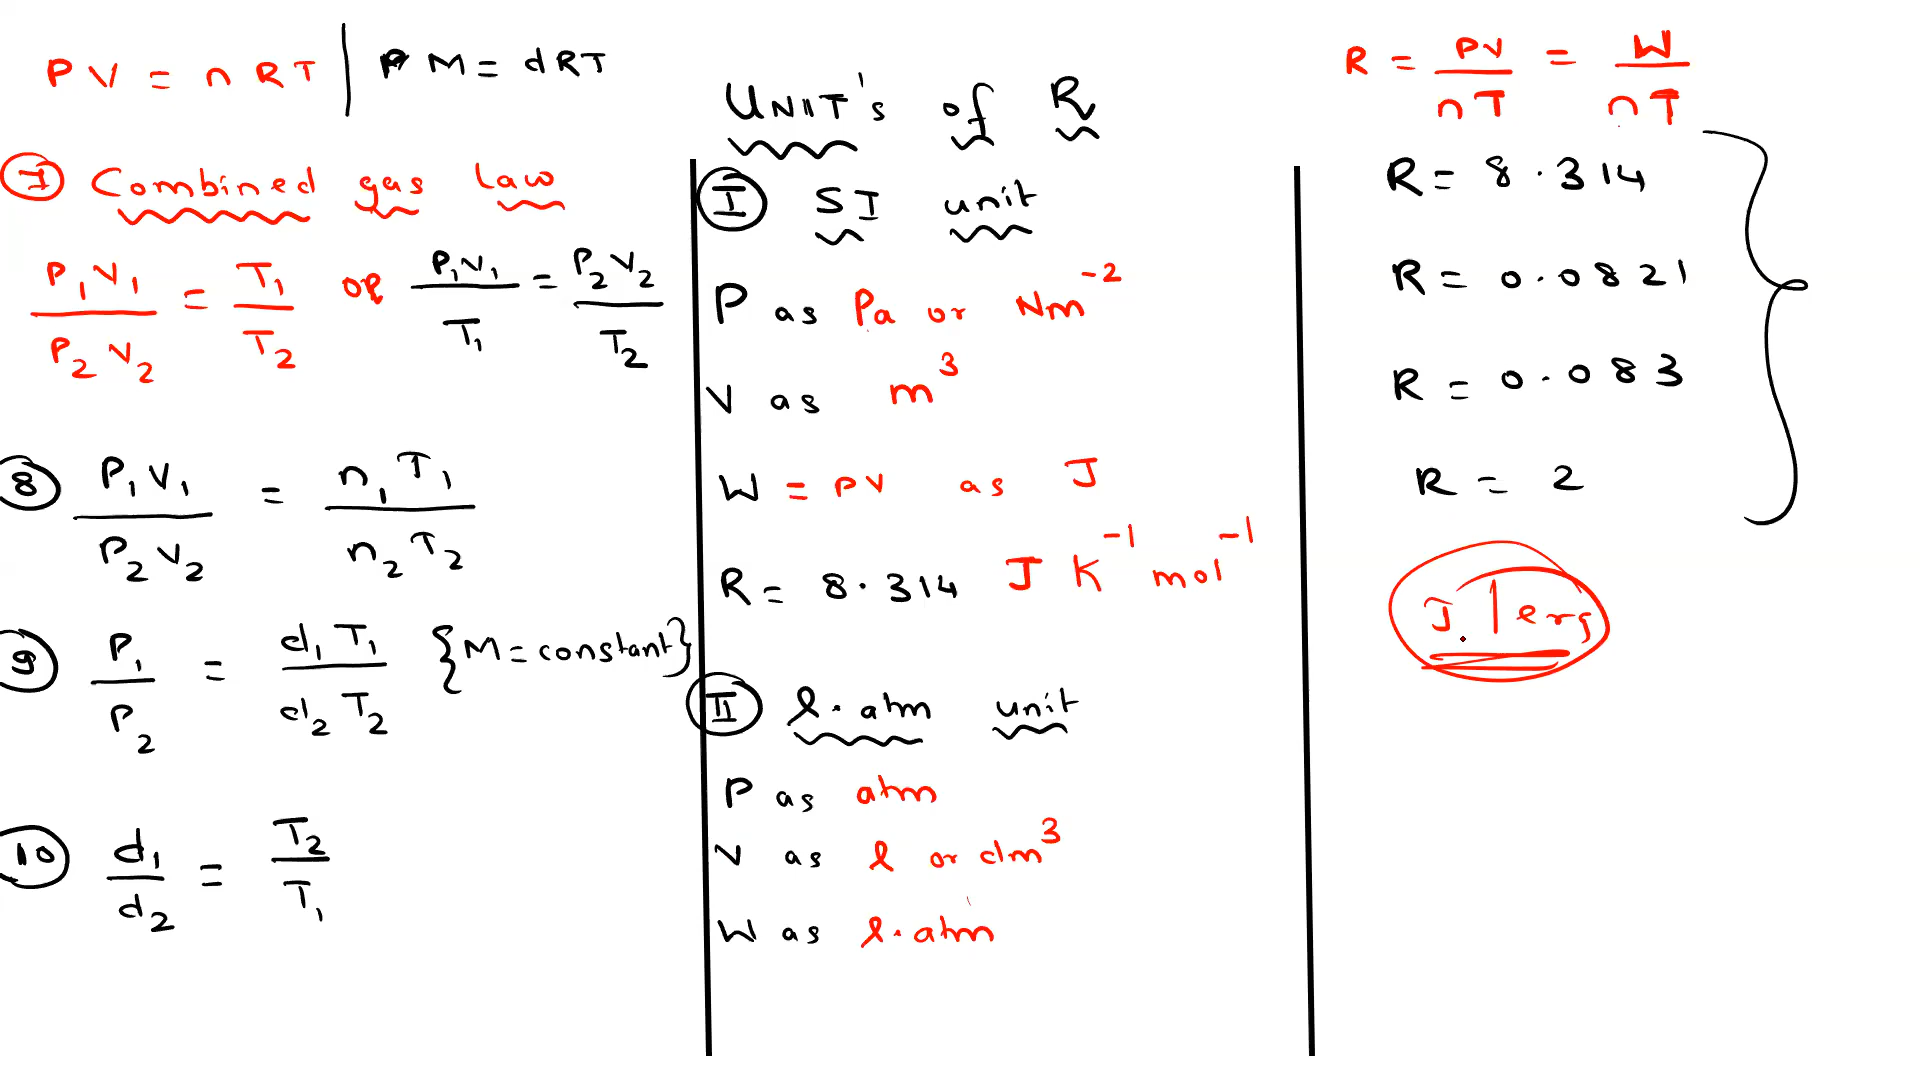 PV = nRT | PM = dRT
7 Combined gas law
P₁V₁/P₂V₂ = T₁/T₂ or P₁V₁/T₁ = P₂V₂/T₂
8 P₁V₁/P₂V₂ = n₁T₁/n₂T₂
9 P₁/P₂ = d₁T₁/d₂T₂ {M = constant}
10 d₁/d₂ = T₂/T₁
UNIT's of R
I SI unit
P as Pa or Nm⁻²
V as m³
W = PV as J
R = 8.314 J K⁻¹ mol⁻¹
II l.atm unit
P as atm
V as l or dm³
W as l.atm
R = PV/nT = W/nT
R = 8.314
R = 0.0821
R = 0.083
R = 2
J | erg